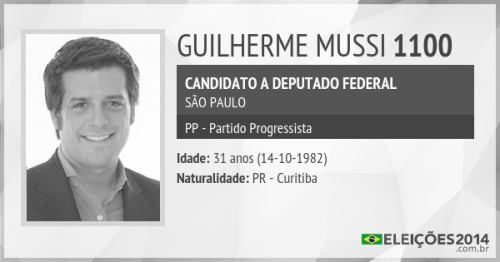 GUILHERME MUSSI 1100
CANDIDATO A DEPUTADO FEDERAL
SÃO PAULO
PP - Partido Progressista
Idade: 31 anos (14-10-1982)
Naturalidade: PR - Curitiba
ELEIÇÕES2014
.com.br